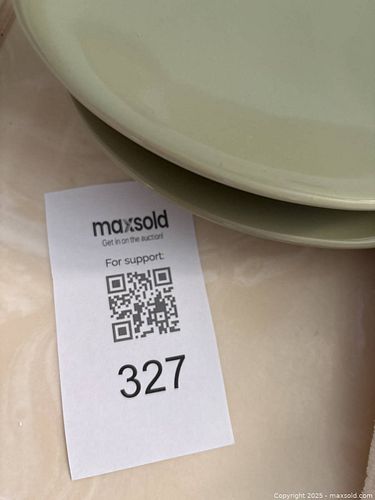 maxsold
Get in on the auction!
For support:
327
Copyright 2025 - maxsold.com